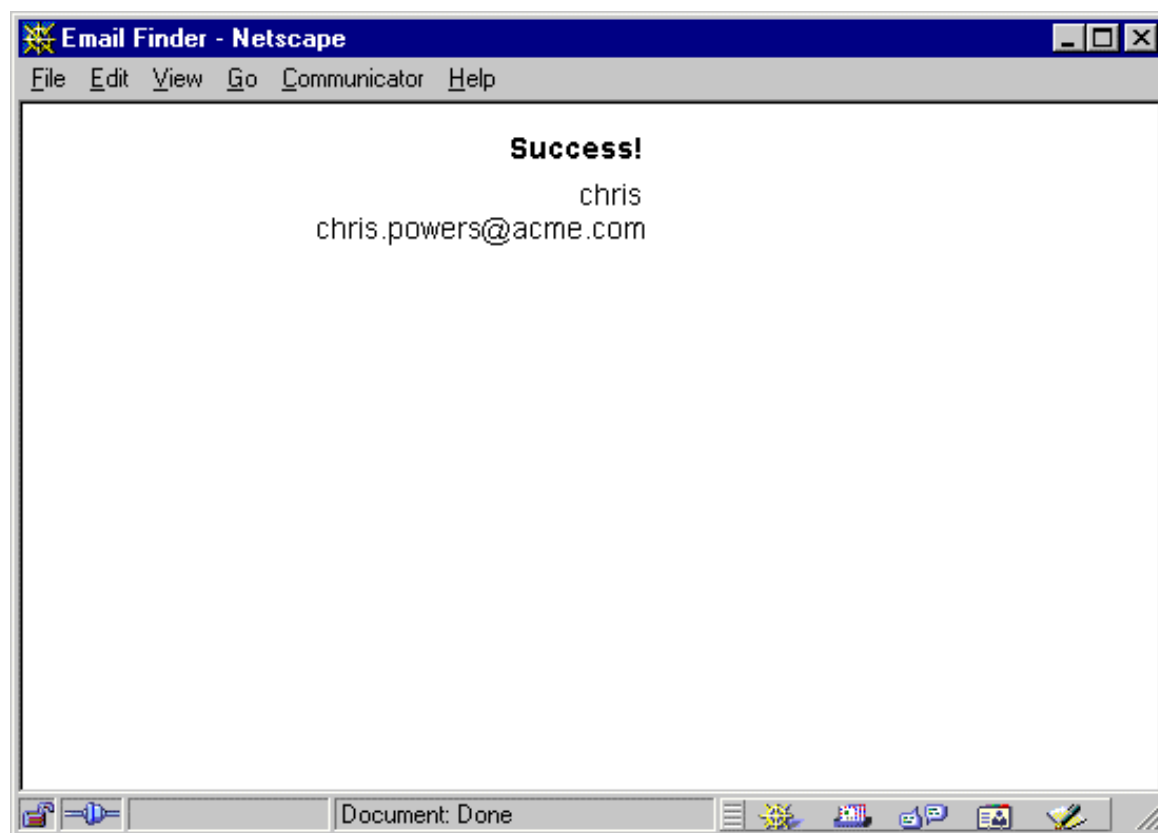 Email Finder - Netscape
File Edit View Go Communicator Help
Success!
chris
chris.powers@acme.com
Document: Done